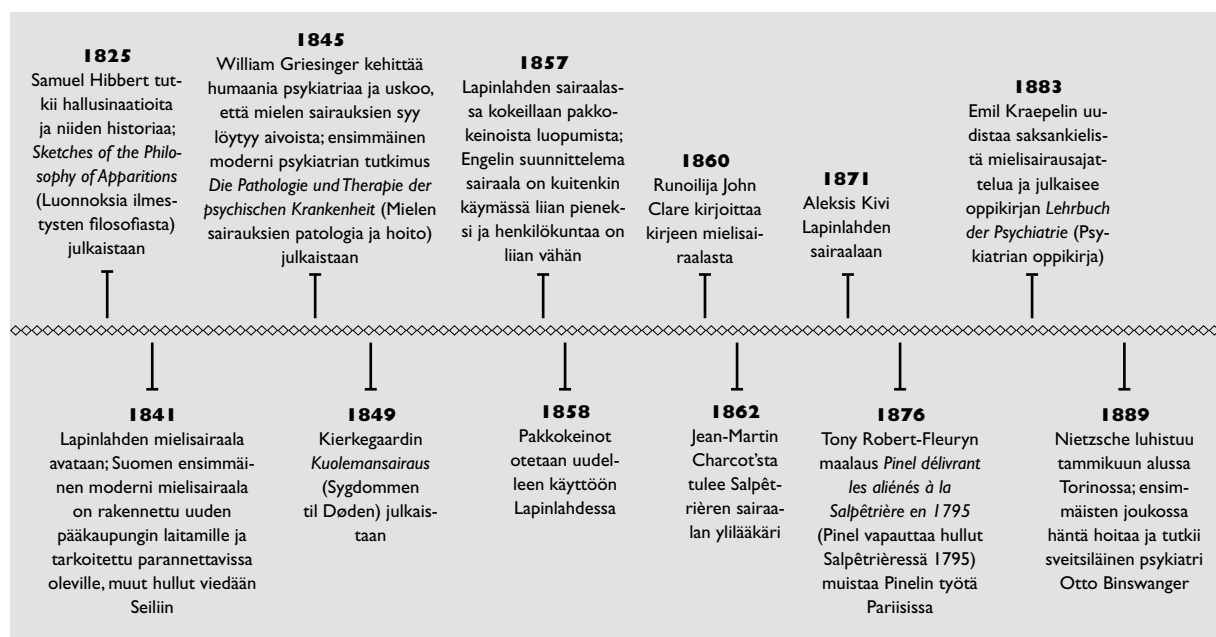 1825
Samuel Hibbert tut-
kii hallusinaatioita
ja niiden historiaa;
Sketches of the Philo-
sophy of Apparitions
(Luonnoksia ilmes-
tysten filosofiasta)
julkaistaan
1845
William Griesinger kehittää
humaania psykiatriaa ja uskoo,
että mielen sairauksien syy
löytyy aivoista; ensimmäinen
moderni psykiatrian tutkimus
Die Pathologie und Therapie der
psychischen Krankenheit (Mielen
sairauksien patologia ja hoito)
julkaistaan
1857
Lapinlahden sairaalas-
sa kokeillaan pakko-
keinoista luopumista;
Engelin suunnittelema
sairaala on kuitenkin
käymässä liian pienek-
si ja henkilökuntaa on
liian vähän
1860
Runoilija John
Clare kirjoittaa
kirjeen mielisai-
raalasta
1871
Aleksis Kivi
Lapinlahden
sairaalaan
1883
Emil Kraepelin uu-
distaa saksankielis-
tä mielisairausajat-
telua ja julkaisee
oppikirjan Lehrbuch
der Psychiatrie (Psy-
kiatrian oppikirja)
1841
Lapinlahden mielisairaala
avataan; Suomen ensimmäi-
nen moderni mielisairaala
on rakennettu uuden
pääkaupungin laitamille ja
tarkoitettu parannettavissa
oleville, muut hullut viedään
Seiliin
1849
Kierkegaardin
Kuolemansairaus
(Sygdommen
til Døden) julkais-
taan
1858
Pakkokeinot
otetaan uudel-
leen käyttöön
Lapinlahdessa
1862
Jean-Martin
Charcot'sta
tulee Salpêt-
rièren sairaa-
lan ylilääkäri
1876
Tony Robert-Fleuryn
maalaus Pinel délivrant
les aliénés à la
Salpêtrière en 1795
(Pinel vapauttaa hullut
Salpêtrièressä 1795)
muistaa Pinelin työtä
Pariisissa
1889
Nietzsche luhistuu
tammikuun alussa
Torinossa; ensim-
mäisten joukossa
häntä hoitaa ja tutkii
sveitsiläinen psykiatri
Otto Binswanger